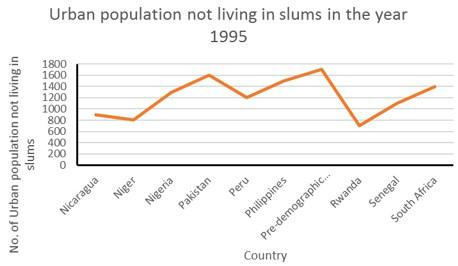 Urban population not living in slums in the year
1995
No. of Urban population not living in
slums
1800
1600
1400
1200
1000
800
600
400
200
0
Nicaragua
Niger
Nigeria
Pakistan
Peru
Philippines
Pre-demographic...
Rwanda
Senegal
South Africa
Country